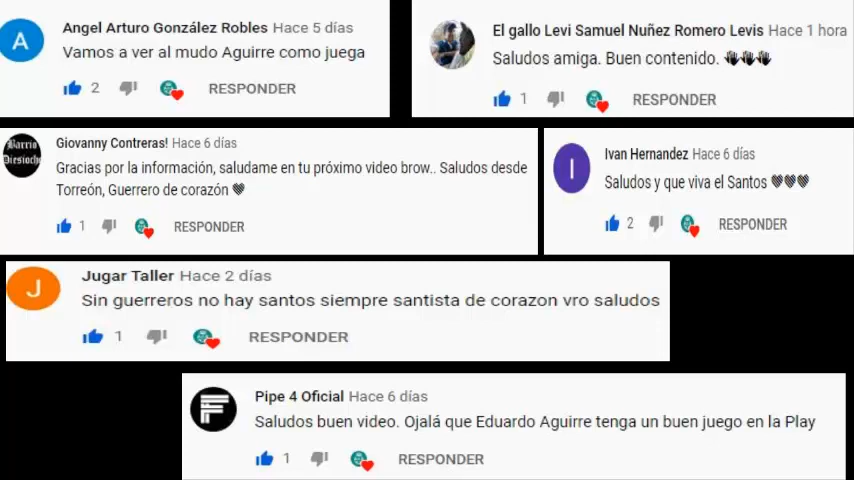 Angel Arturo González Robles Hace 5 días
Vamos a ver al mudo Aguirre como juega
2 RESPONDER
A
El gallo Levi Samuel Nuñez Romero Levis Hace 1 hora
Saludos amiga. Buen contenido. 👋🏿👋🏿👋🏿
1 RESPONDER
Barrio
Diesiocho
Giovanny Contreras! Hace 6 días
Gracias por la información, saludame en tu próximo video brow.. Saludos desde
Torreón, Guerrero de corazón 🖤
1 RESPONDER
I
Ivan Hernandez Hace 6 días
Saludos y que viva el Santos 🖤🖤🖤
2 RESPONDER
J
Jugar Taller Hace 2 días
Sin guerreros no hay santos siempre santista de corazon vro saludos
1 RESPONDER
Pipe 4 Oficial Hace 6 días
Saludos buen video. Ojalá que Eduardo Aguirre tenga un buen juego en la Play
1 RESPONDER